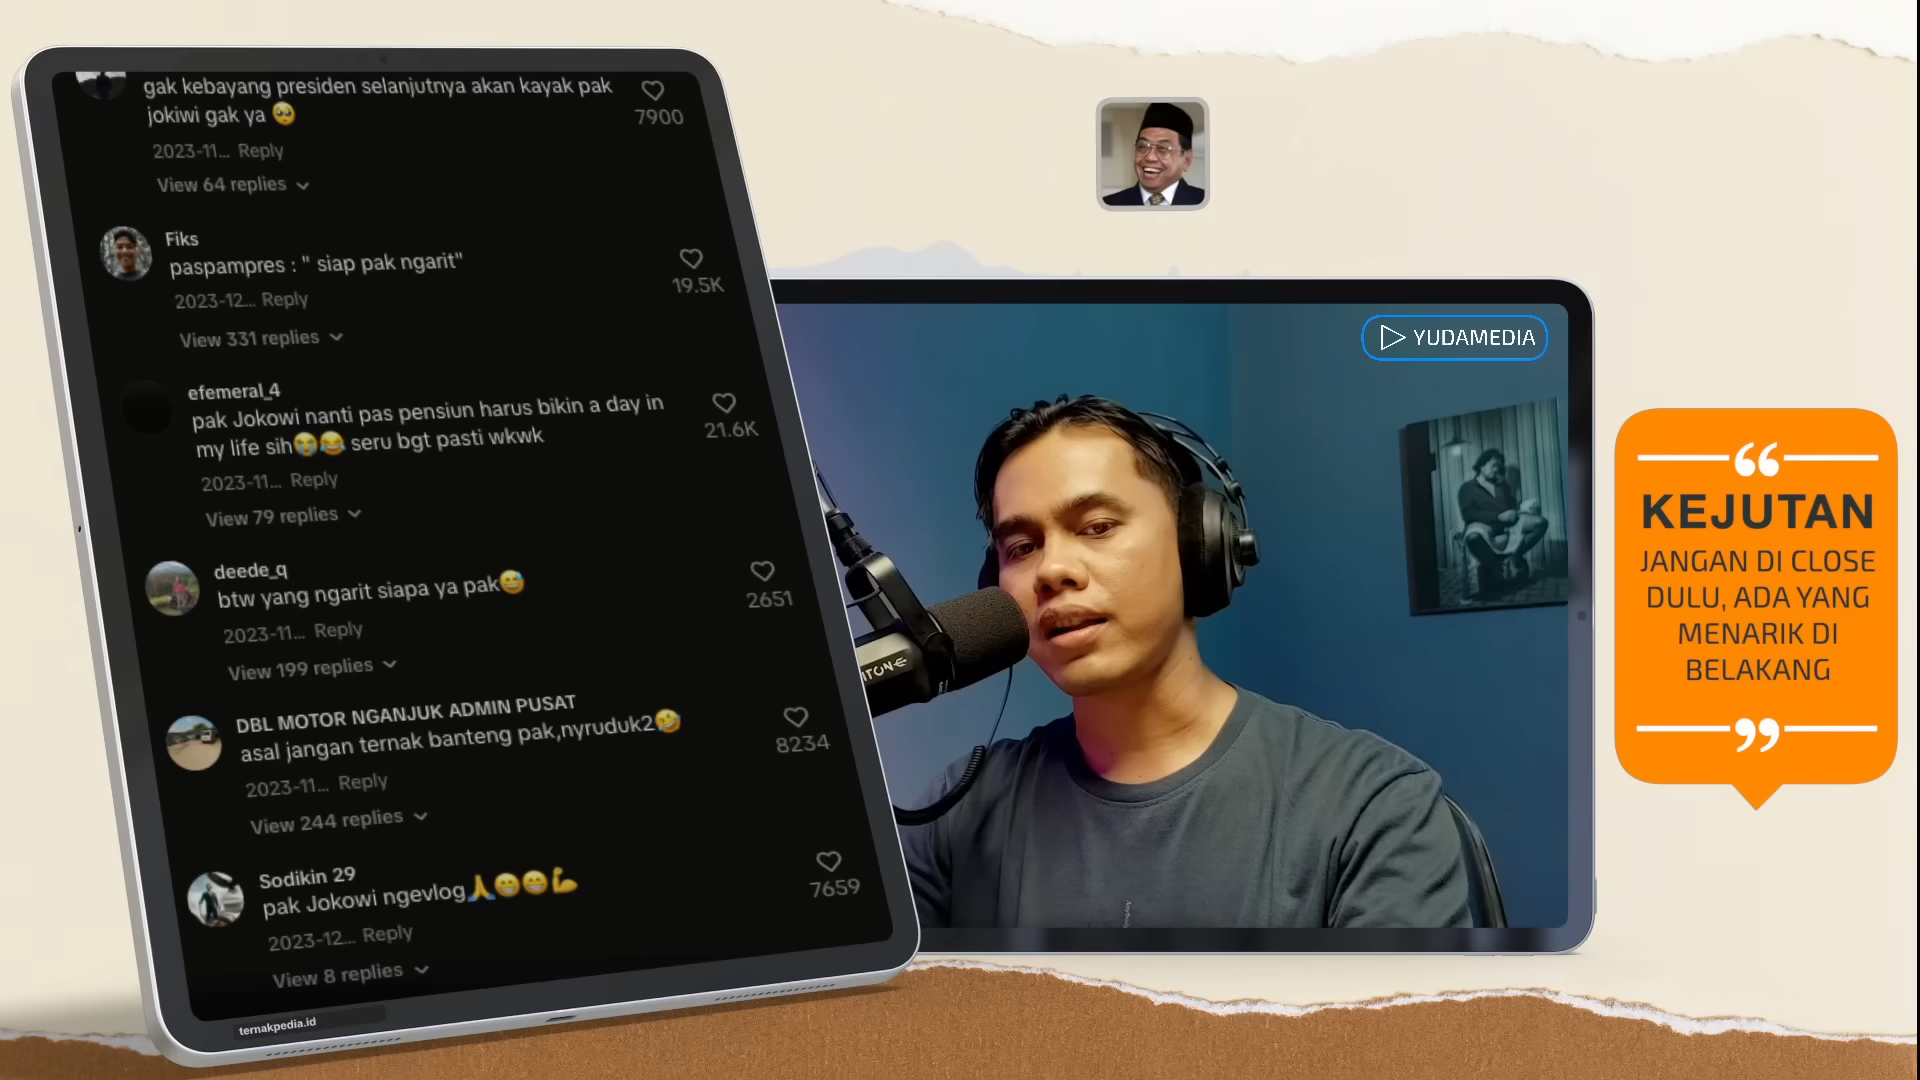 gak kebayang presiden selanjutnya akan kayak pak
jokiwi gak ya 🥺
7900
2023-11... Reply
View 64 replies
Fiks
paspampres : " siap pak ngarit"
19.5K
2023-12... Reply
View 331 replies
efemeral_4
pak Jokowi nanti pas pensiun harus bikin a day in
my life sih😭😂 seru bgt pasti wkwk
21.6K
2023-11... Reply
View 79 replies
deede_q
btw yang ngarit siapa ya pak😅
2651
2023-11... Reply
View 199 replies
DBL MOTOR NGANJUK ADMIN PUSAT
asal jangan ternak banteng pak,nyruduk2🤣
8234
2023-11... Reply
View 244 replies
Sodikin 29
pak Jokowi ngevlog🙏😁😁💪
7659
2023-12... Reply
View 8 replies
ternakpedia.id
YUDAMEDIA
“
KEJUTAN
JANGAN DI CLOSE
DULU, ADA YANG
MENARIK DI
BELAKANG
”